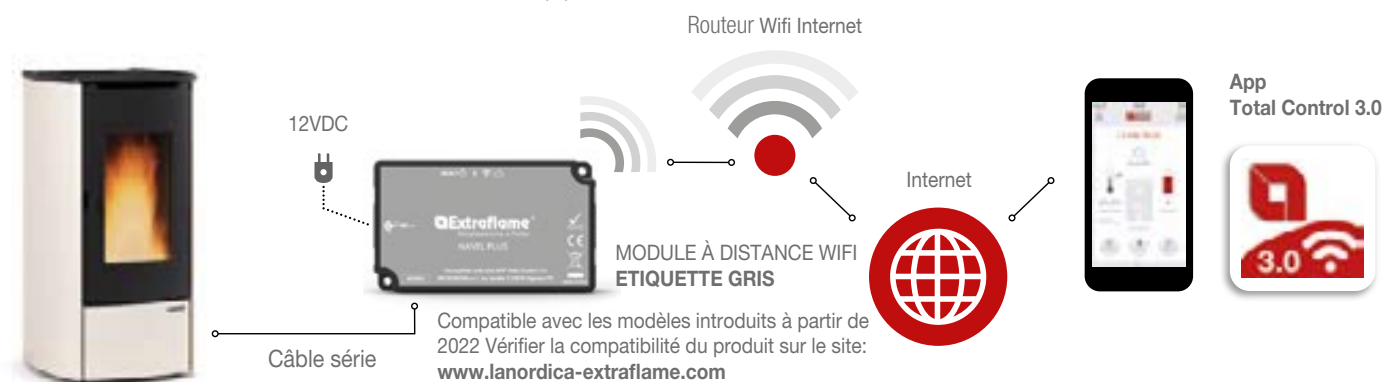 Routeur Wifi Internet
12VDC
Extraflame
NAVEL PLUS
CE
MODULE À DISTANCE WIFI
ETIQUETTE GRIS
Câble série
Compatible avec les modèles introduits à partir de
2022 Vérifier la compatibilité du produit sur le site:
www.lanordica-extraflame.com
Internet
App
Total Control 3.0
3.0